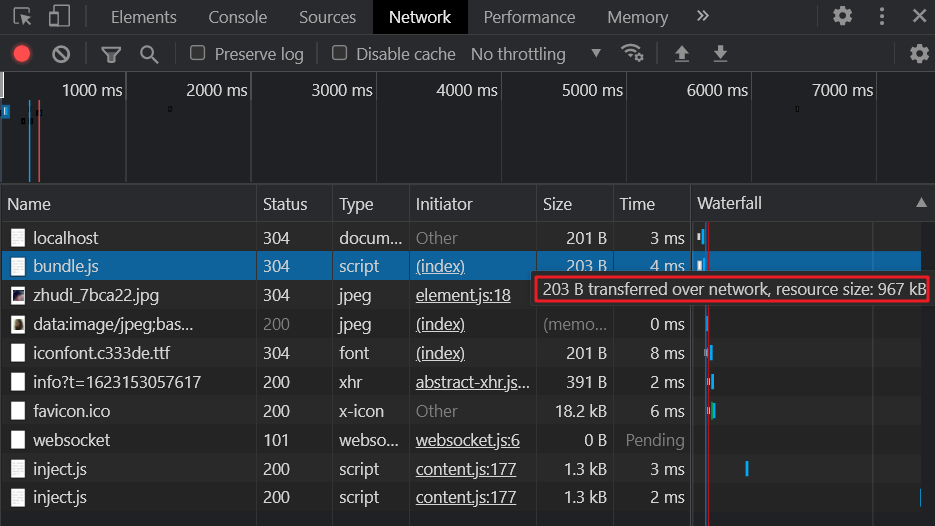 Elements Console Sources Network Performance Memory »
Preserve log Disable cache No throttling
1000 ms 2000 ms 3000 ms 4000 ms 5000 ms 6000 ms 7000 ms
Name Status Type Initiator Size Time Waterfall
localhost 304 docum... Other 201 B 3 ms
bundle.js 304 script (index) 203 B 4 ms
zhudi_7bca22.jpg 304 jpeg element.js:18
203 B transferred over network, resource size: 967 kB
data:image/jpeg;bas... 200 jpeg (index) (memo... 0 ms
iconfont.c333de.ttf 304 font (index) 201 B 8 ms
info?t=1623153057617 200 xhr abstract-xhr.js... 391 B 2 ms
favicon.ico 200 x-icon Other 18.2 kB 6 ms
websocket 101 webso... websocket.js:6 0 B Pending
inject.js 200 script content.js:177 1.3 kB 3 ms
inject.js 200 script content.js:177 1.3 kB 2 ms